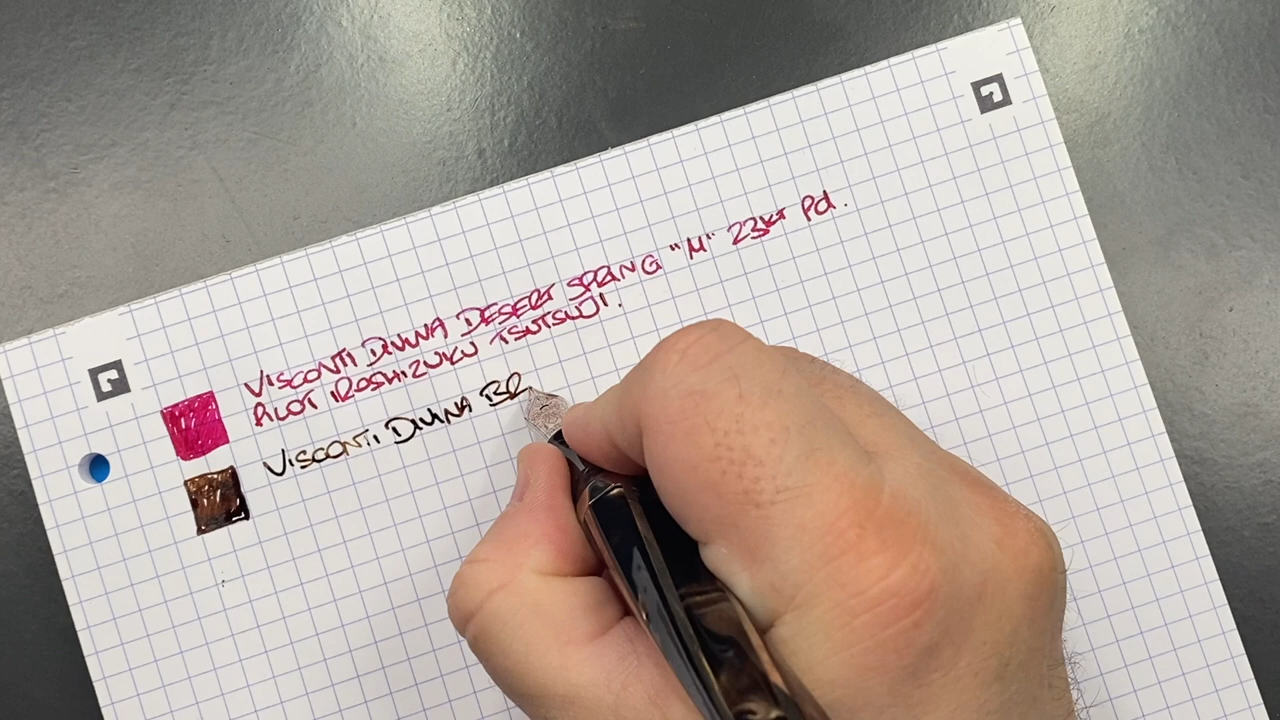 VISCONTI DIVINA DESERT SPRING "M" 23kt Pd.
PILOT IROSHIZUKU TSUTSUJI.
VISCONTI DIVINA BR